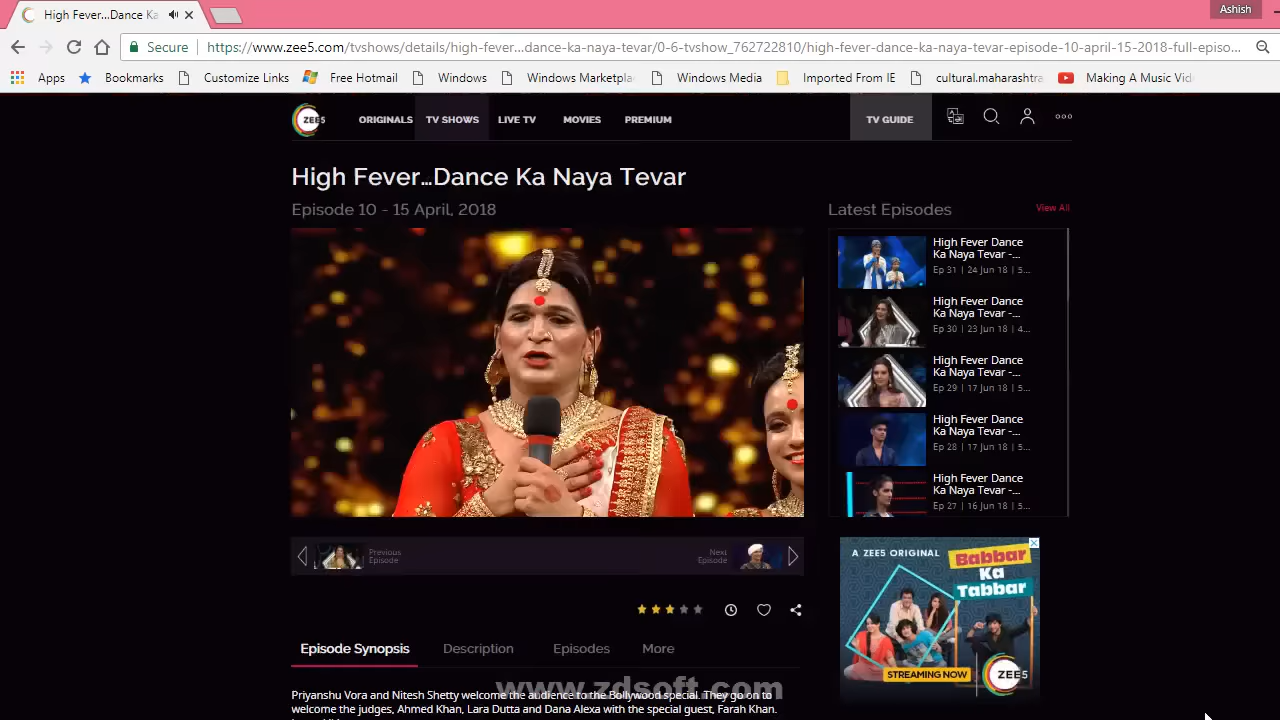 High Fever...Dance Ka
Ashish
Secure
https://www.zee5.com/tvshows/details/high-fever...dance-ka-naya-tevar/0-6-tvshow_762722810/high-fever-dance-ka-naya-tevar-episode-10-april-15-2018-full-episo...
Apps
Bookmarks
Customize Links
Free Hotmail
Windows
Windows Marketpla
Windows Media
Imported From IE
cultural.maharashtra
Making A Music Vid
ZEE5
ORIGINALS
TV SHOWS
LIVE TV
MOVIES
PREMIUM
TV GUIDE
High Fever...Dance Ka Naya Tevar
Episode 10 - 15 April, 2018
Latest Episodes
View All
High Fever Dance
Ka Naya Tevar -...
Ep 31 | 24 Jun 18 | 5...
High Fever Dance
Ka Naya Tevar -...
Ep 30 | 23 Jun 18 | 4...
High Fever Dance
Ka Naya Tevar -...
Ep 29 | 17 Jun 18 | 5...
High Fever Dance
Ka Naya Tevar -...
Ep 28 | 17 Jun 18 | 5...
High Fever Dance
Ka Naya Tevar -...
Ep 27 | 16 Jun 18 | 5...
Previous
Episode
Next
Episode
A ZEE5 ORIGINAL
Babbar
Ka
Tabbar
STREAMING NOW
ZEE5
Episode Synopsis
Description
Episodes
More
www.zdsoft.com
Priyanshu Vora and Nitesh Shetty welcome the audience to the Bollywood special. They go on to
welcome the judges, Ahmed Khan, Lara Dutta and Dana Alexa with the special guest, Farah Khan.